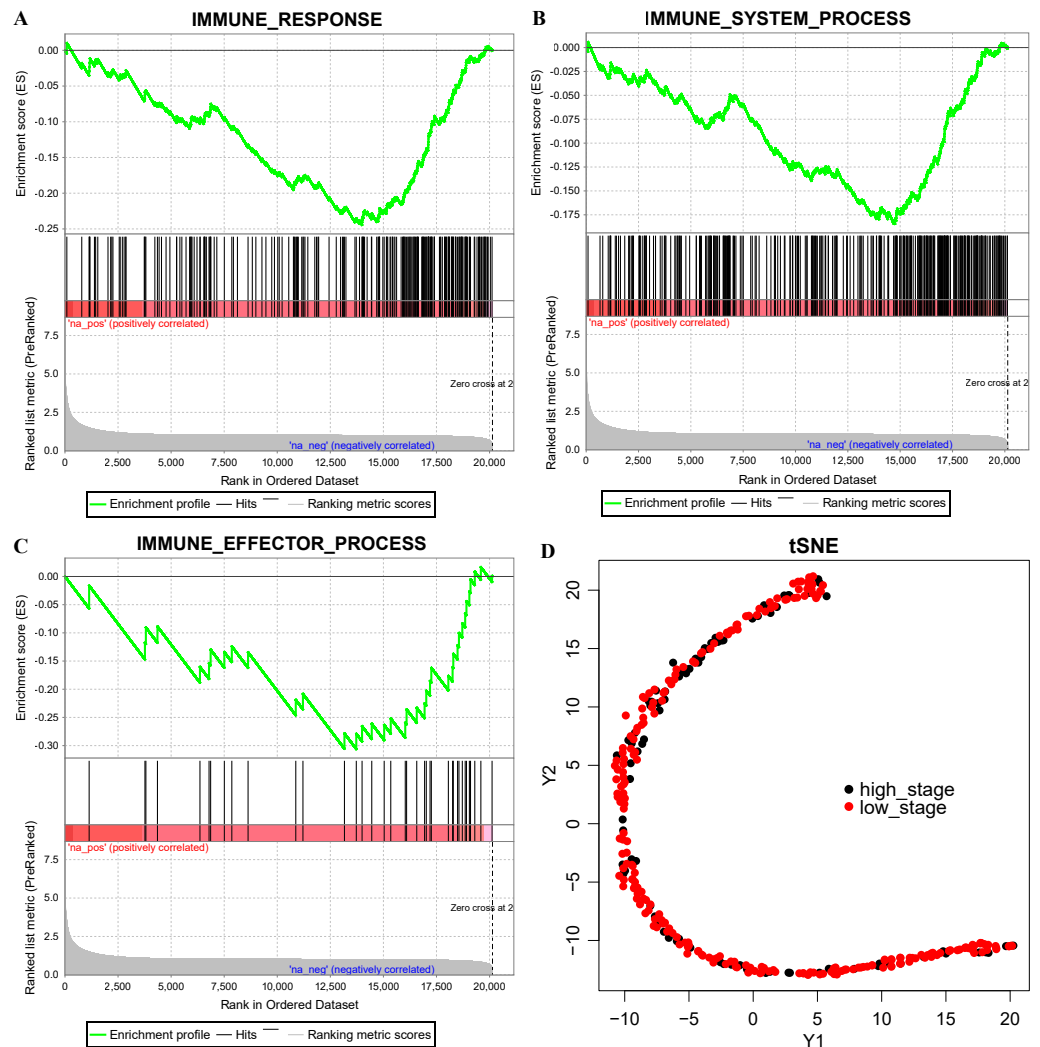 A
IMMUNE_RESPONSE
Enrichment score (ES)
0.00
-0.05
-0.10
-0.15
-0.20
-0.25
'na_pos' (positively correlated)
Ranked list metric (PreRanked)
7.5
5.0
2.5
0.0
Zero cross at 2
'na_neg' (negatively correlated)
0 2,500 5,000 7,500 10,000 12,500 15,000 17,500 20,000
Rank in Ordered Dataset
Enrichment profile Hits Ranking metric scores
B
IMMUNE_SYSTEM_PROCESS
Enrichment score (ES)
0.000
-0.025
-0.050
-0.075
-0.100
-0.125
-0.150
-0.175
'na_pos' (positively correlated)
Ranked list metric (PreRanked)
7.5
5.0
2.5
0.0
Zero cross at 2
'na_neg' (negatively correlated)
0 2,500 5,000 7,500 10,000 12,500 15,000 17,500 20,000
Rank in Ordered Dataset
Enrichment profile Hits Ranking metric scores
C
IMMUNE_EFFECTOR_PROCESS
Enrichment score (ES)
0.00
-0.05
-0.10
-0.15
-0.20
-0.25
-0.30
'na_pos' (positively correlated)
Ranked list metric (PreRanked)
7.5
5.0
2.5
0.0
Zero cross at 2
'na_neg' (negatively correlated)
0 2,500 5,000 7,500 10,000 12,500 15,000 17,500 20,000
Rank in Ordered Dataset
Enrichment profile Hits Ranking metric scores
D
tSNE
Y2
20
15
10
5
0
−5
−10
high_stage
low_stage
−10 −5 0 5 10 15 20
Y1